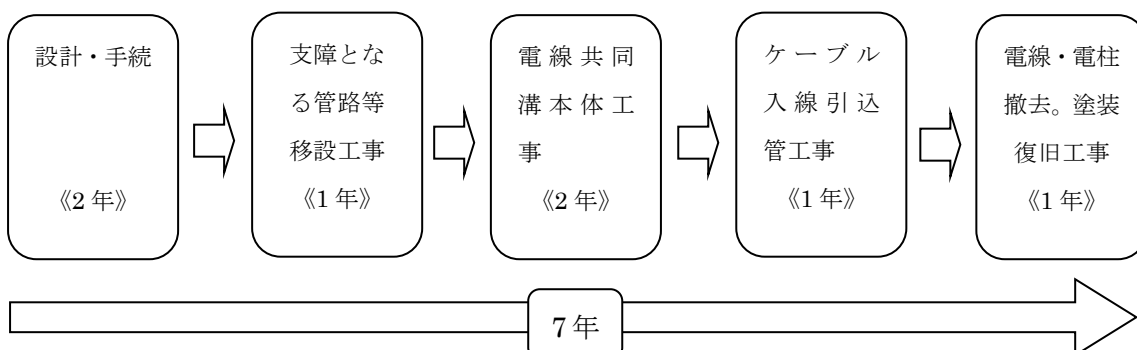 設計・手続
《2年》
支障とな
る管路等
移設工事
《1年》
電線共同
溝本体工
事
《2年》
ケーブル
入線引込
管工事
《1年》
電線・電柱
撤去。塗装
復旧工事
《1年》
7年